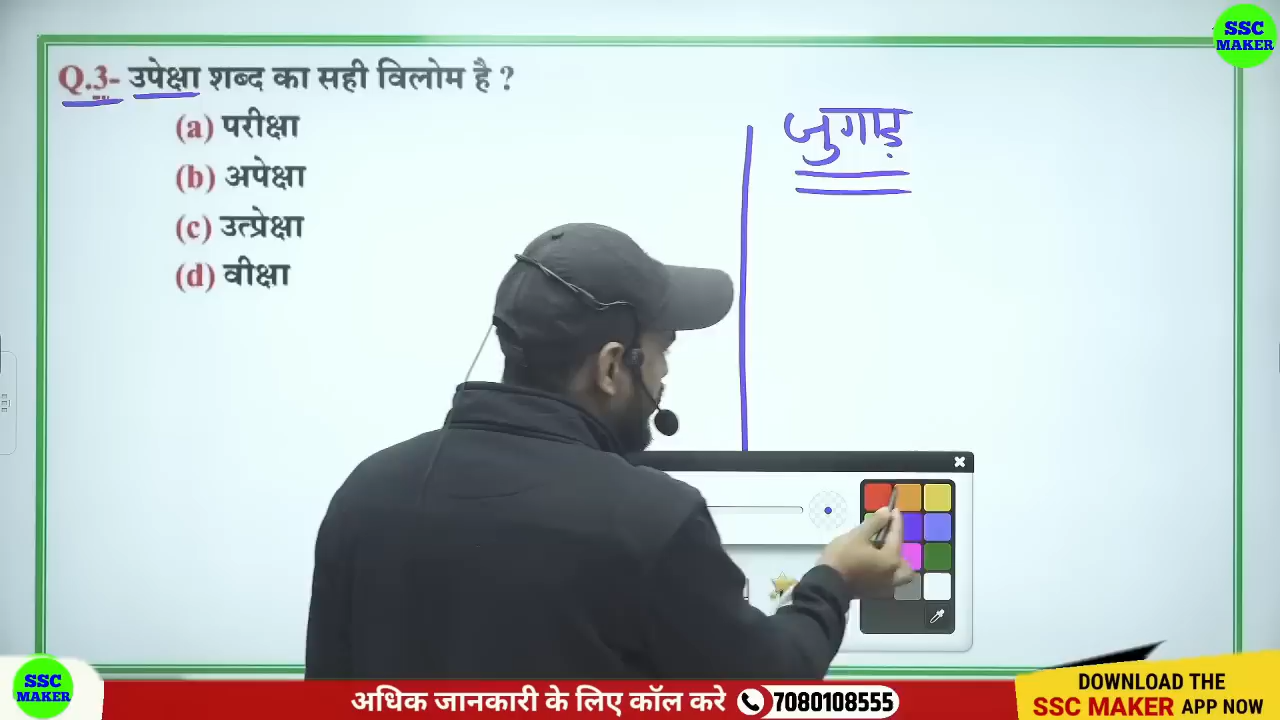 SSC
MAKER
Q.3- उपेक्षा शब्द का सही विलोम है ?
(a) परीक्षा
(b) अपेक्षा
(c) उत्प्रेक्षा
(d) वीक्षा
जुगाड़
SSC
MAKER
अधिक जानकारी के लिए कॉल करे 7080108555
DOWNLOAD THE
SSC MAKER APP NOW